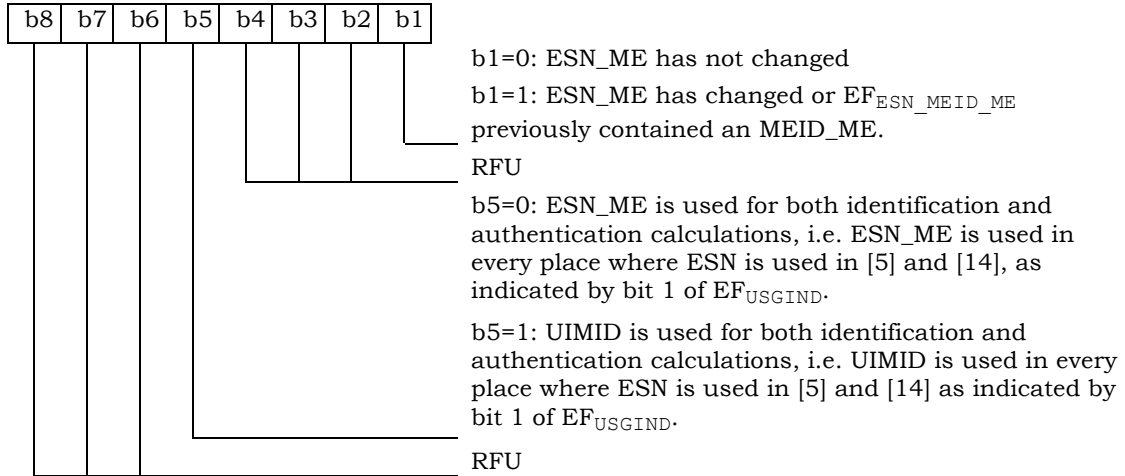 b8 b7 b6 b5 b4 b3 b2 b1
b1=0: ESN_ME has not changed
b1=1: ESN_ME has changed or EFESN_MEID_ME
previously contained an MEID_ME.
RFU
b5=0: ESN_ME is used for both identification and
authentication calculations, i.e. ESN_ME is used in
every place where ESN is used in [5] and [14], as
indicated by bit 1 of EFUSGIND.
b5=1: UIMID is used for both identification and
authentication calculations, i.e. UIMID is used in every
place where ESN is used in [5] and [14] as indicated by
bit 1 of EFUSGIND.
RFU